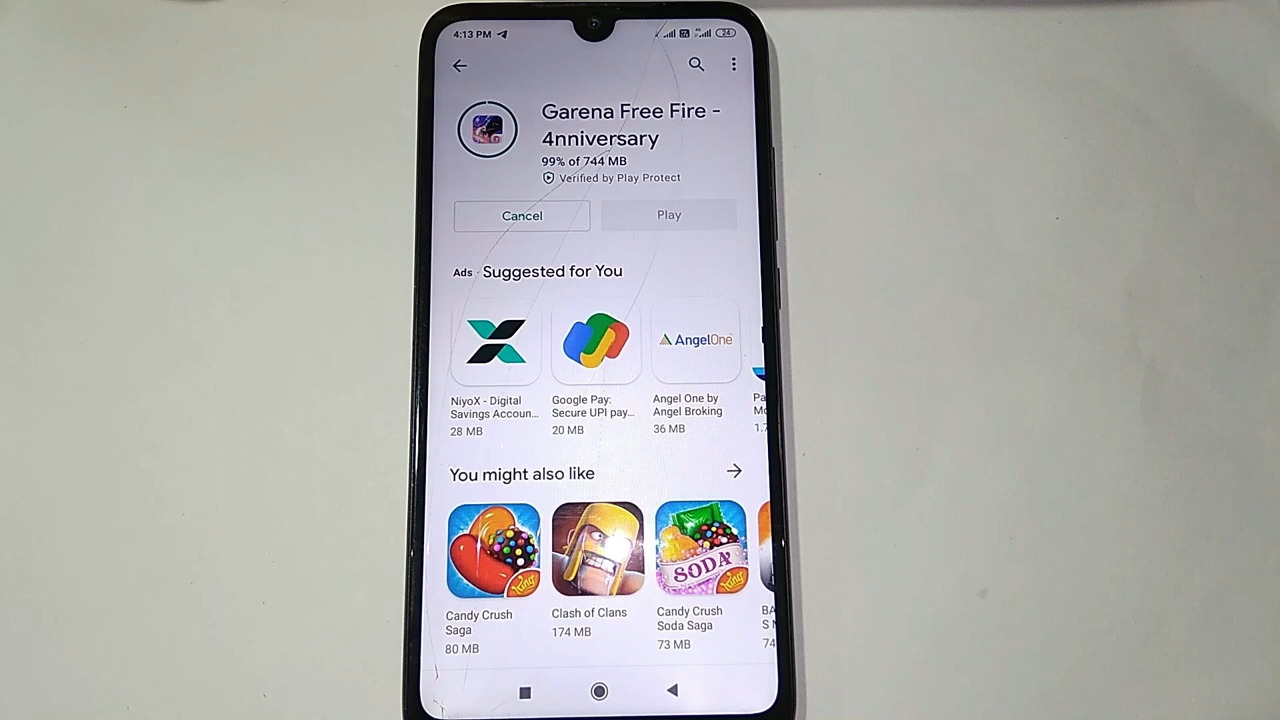 4:13 PM
24
Garena Free Fire -
4nniversary
99% of 744 MB
Verified by Play Protect
Cancel
Play
Ads · Suggested for You
AngelOne
NiyoX - Digital
Savings Accoun...
28 MB
Google Pay:
Secure UPI pay...
20 MB
Angel One by
Angel Broking
36 MB
Pa
Mo
1.7
You might also like
King
SODA
King
Candy Crush
Saga
80 MB
Clash of Clans
174 MB
Candy Crush
Soda Saga
73 MB
BA
S N
74